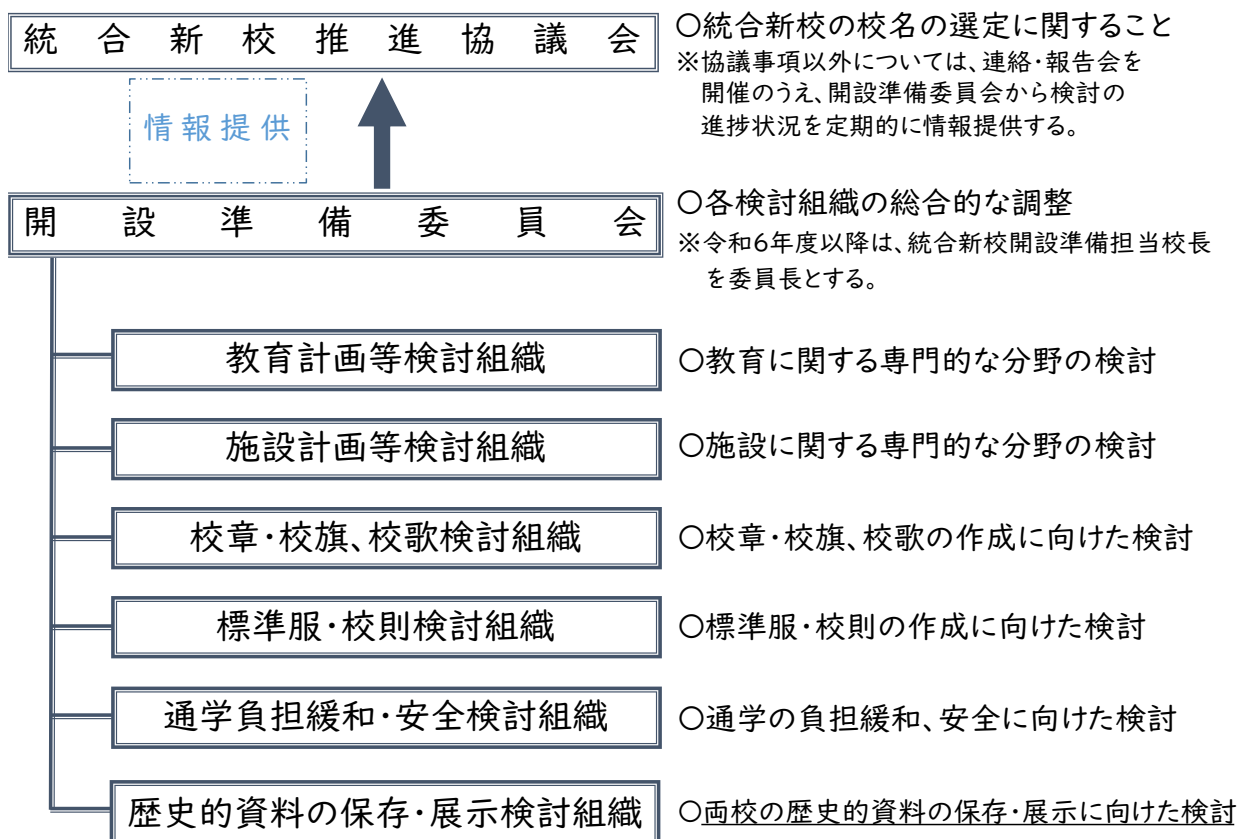 統合新校推進協議会
○統合新校の校名の選定に関すること
※協議事項以外については、連絡・報告会を
開催のうえ、開設準備委員会から検討の
進捗状況を定期的に情報提供する。
情報提供
開設準備委員会
○各検討組織の総合的な調整
※令和6年度以降は、統合新校開設準備担当校長
を委員長とする。
教育計画等検討組織
○教育に関する専門的な分野の検討
施設計画等検討組織
○施設に関する専門的な分野の検討
校章・校旗、校歌検討組織
○校章・校旗、校歌の作成に向けた検討
標準服・校則検討組織
○標準服・校則の作成に向けた検討
通学負担緩和・安全検討組織
○通学の負担緩和、安全に向けた検討
歴史的資料の保存・展示検討組織
○両校の歴史的資料の保存・展示に向けた検討